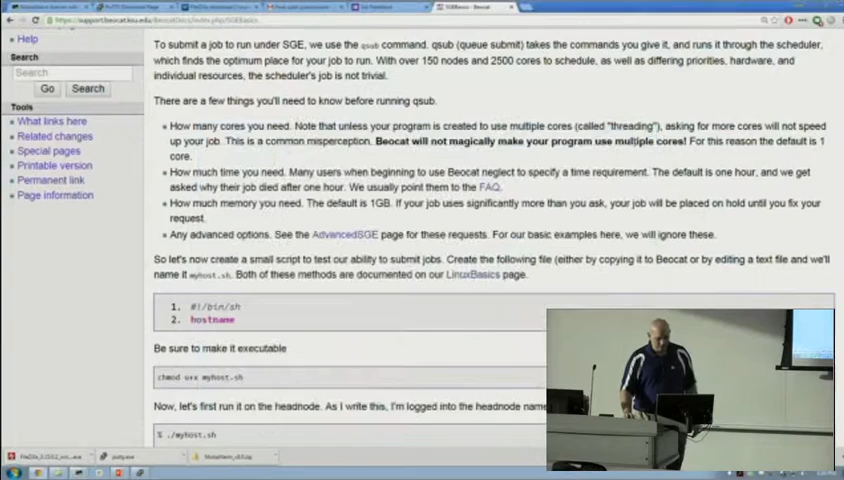 PuTTY Download Page
SGEBasics - Beocat
https://support.beocat.ksu.edu/BeocatDocs/index.php/SGEBasics
Help
Search
Search
Go Search
Tools
What links here
Related changes
Special pages
Printable version
Permanent link
Page information
To submit a job to run under SGE, we use the qsub command. qsub (queue submit) takes the commands you give it, and runs it through the scheduler,
which finds the optimum place for your job to run. With over 150 nodes and 2500 cores to schedule, as well as differing priorities, hardware, and
individual resources, the scheduler's job is not trivial.
There are a few things you'll need to know before running qsub.
How many cores you need. Note that unless your program is created to use multiple cores (called "threading"), asking for more cores will not speed
up your job. This is a common misperception. Beocat will not magically make your program use multiple cores! For this reason the default is 1
core.
How much time you need. Many users when beginning to use Beocat neglect to specify a time requirement. The default is one hour, and we get
asked why their job died after one hour. We usually point them to the FAQ.
How much memory you need. The default is 1GB. If your job uses significantly more than you ask, your job will be placed on hold until you fix your
request.
Any advanced options. See the AdvancedSGE page for these requests. For our basic examples here, we will ignore these.
So let's now create a small script to test our ability to submit jobs. Create the following file (either by copying it to Beocat or by editing a text file and we'll
name it myhost.sh. Both of these methods are documented on our LinuxBasics page.
1. #!/bin/sh
2. hostname
Be sure to make it executable
chmod u+x myhost.sh
Now, let's first run it on the headnode. As I write this, I'm logged into the headnode name
% ./myhost.sh
putty.exe